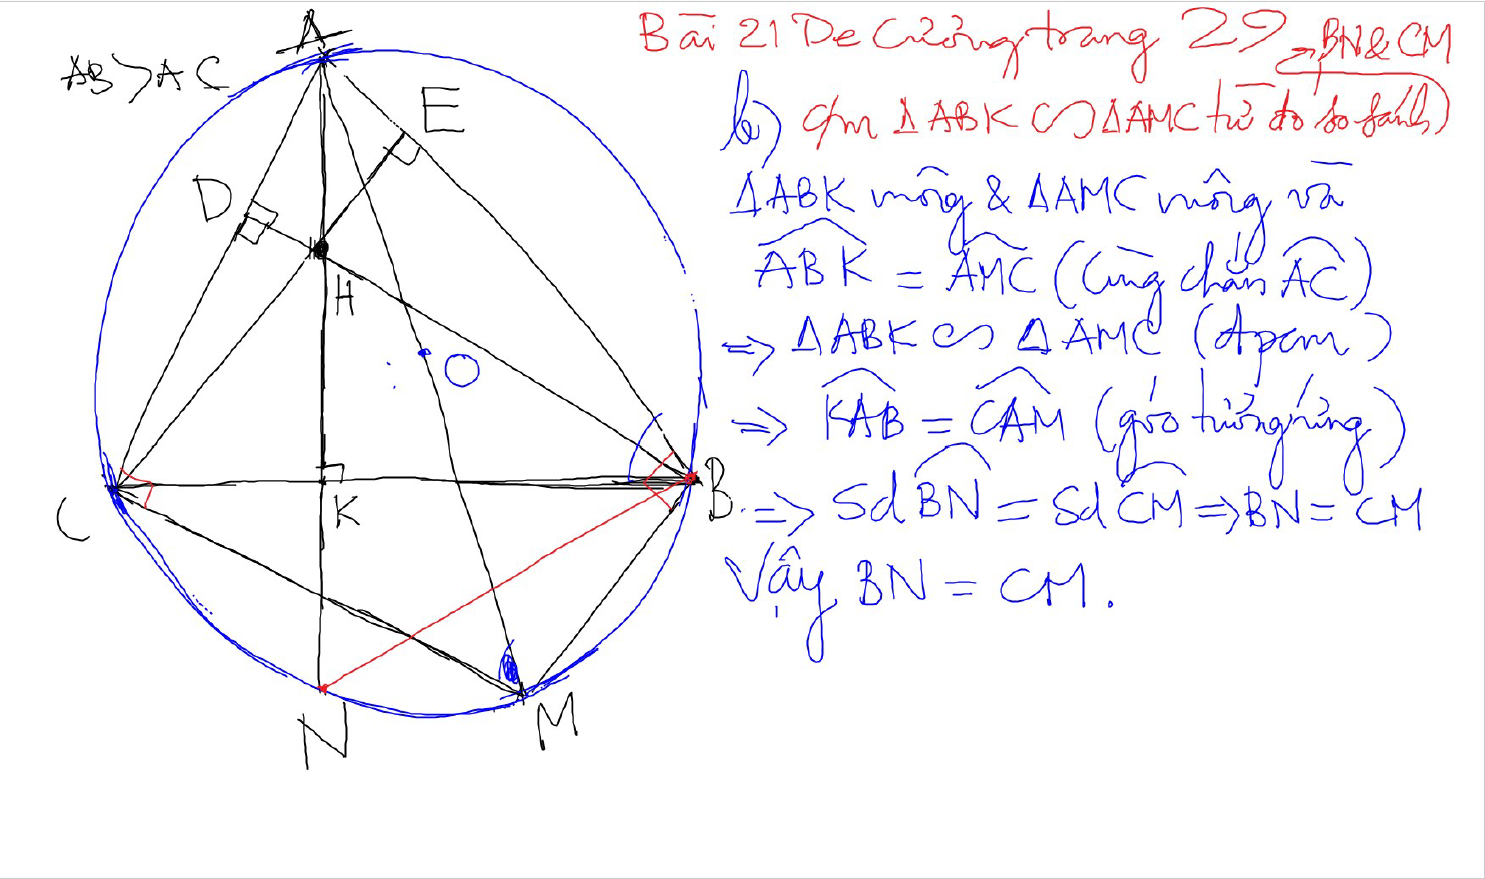 Bài 21 Đe Cương trang 29 → BN & CM
AB > AC
b) c/m ΔABK ∽ ΔAMC từ đó so sánh
ΔABK vuông & ΔAMC vuông và
ABK = AMC (Cùng chắn AC)
=> ΔABK ∽ ΔAMC (đpcm)
=> KAB = CAM (góc tương ứng)
=> Sđ BN = Sđ CM => BN = CM
Vậy BN = CM.
A
E
D
H
O
C
K
B
N
M